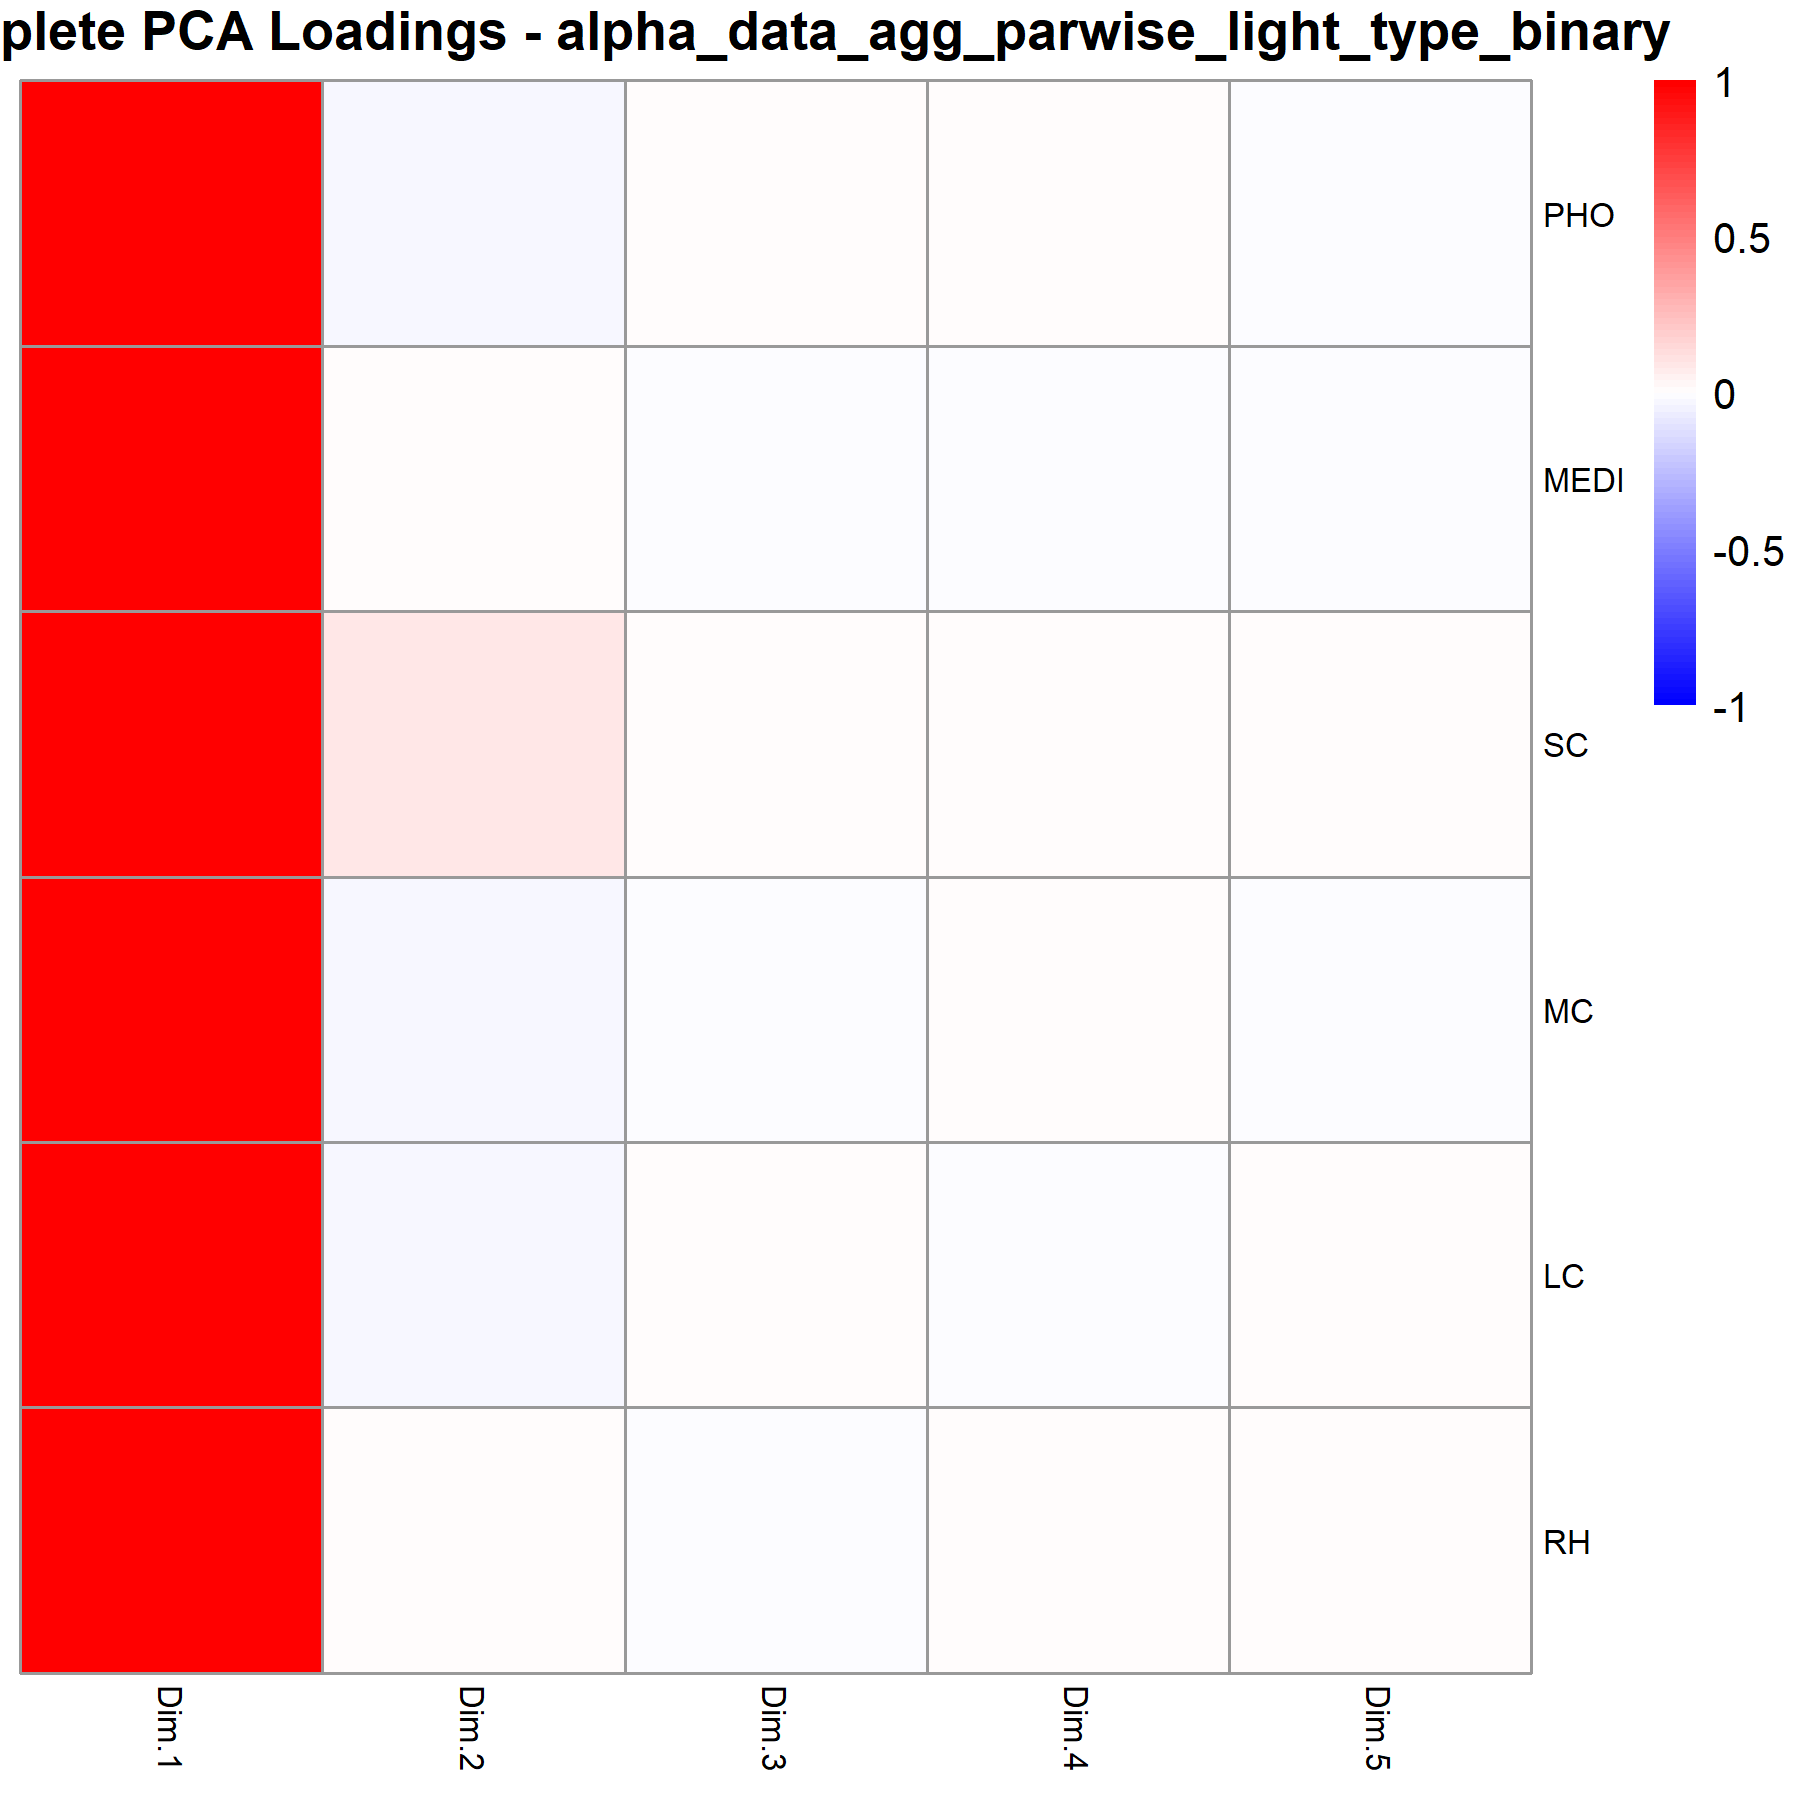 plete PCA Loadings - alpha_data_agg_parwise_light_type_binary
1
0.5
0
-0.5
-1
PHO
MEDI
SC
MC
LC
RH
Dim.1
Dim.2
Dim.3
Dim.4
Dim.5